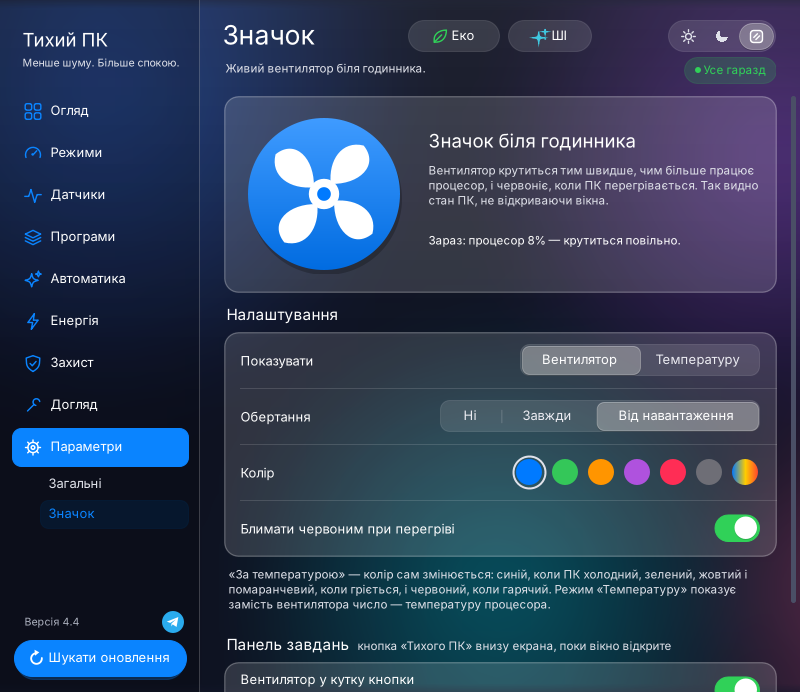 Тихий ПК
Менше шуму. Більше спокою.
Огляд
Режими
Датчики
Програми
Автоматика
Енергія
Захист
Догляд
Параметри
Загальні
Значок
Версія 4.4
Шукати оновлення
Значок
Еко
ШІ
Живий вентилятор біля годинника.
Усе гаразд
Значок біля годинника
Вентилятор крутиться тим швидше, чим більше працює
процесор, і червоніє, коли ПК перегрівається. Так видно
стан ПК, не відкриваючи вікна.
Зараз: процесор 8% — крутиться повільно.
Налаштування
Показувати
Вентилятор
Температуру
Обертання
Ні
Завжди
Від навантаження
Колір
Блимати червоним при перегріві
«За температурою» — колір сам змінюється: синій, коли ПК холодний, зелений, жовтий і
помаранчевий, коли гріється, і червоний, коли гарячий. Режим «Температуру» показує
замість вентилятора число — температуру процесора.
Панель завдань кнопка «Тихого ПК» внизу екрана, поки вікно відкрите
Вентилятор у кутку кнопки